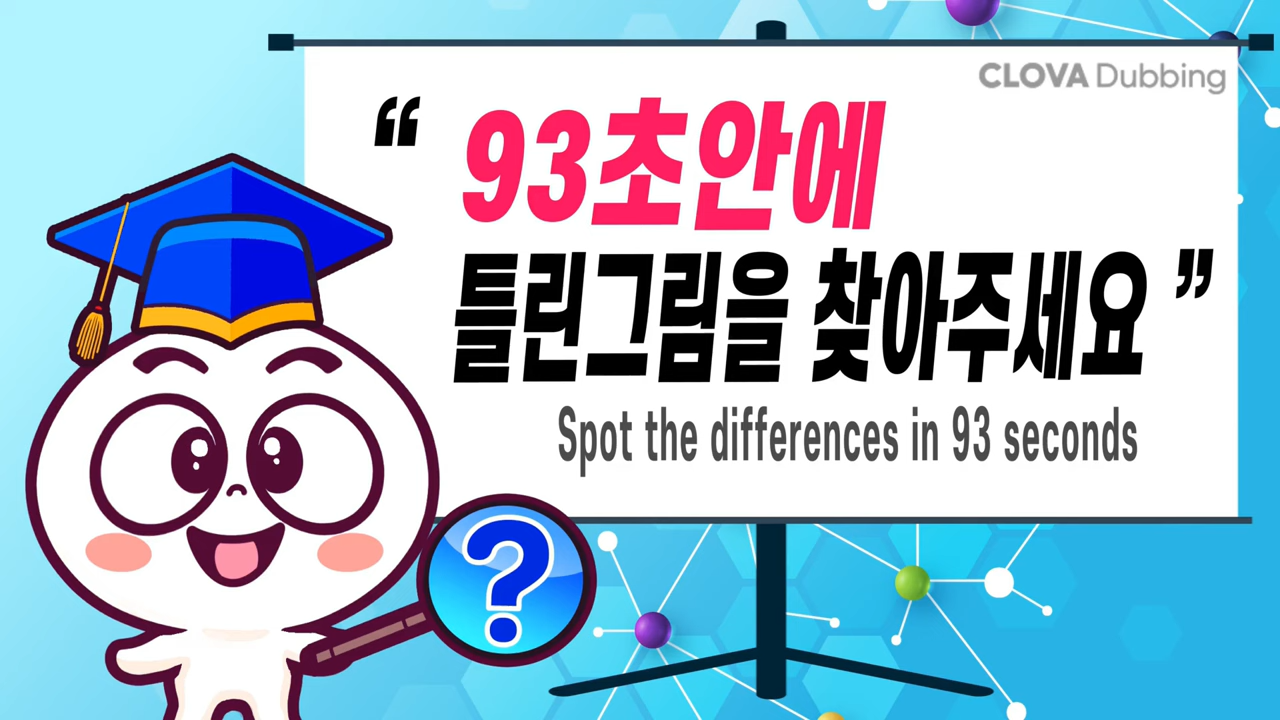 CLOVA Dubbing
“ 93초안에
틀린그림을 찾아주세요 ”
Spot the differences in 93 seconds
?